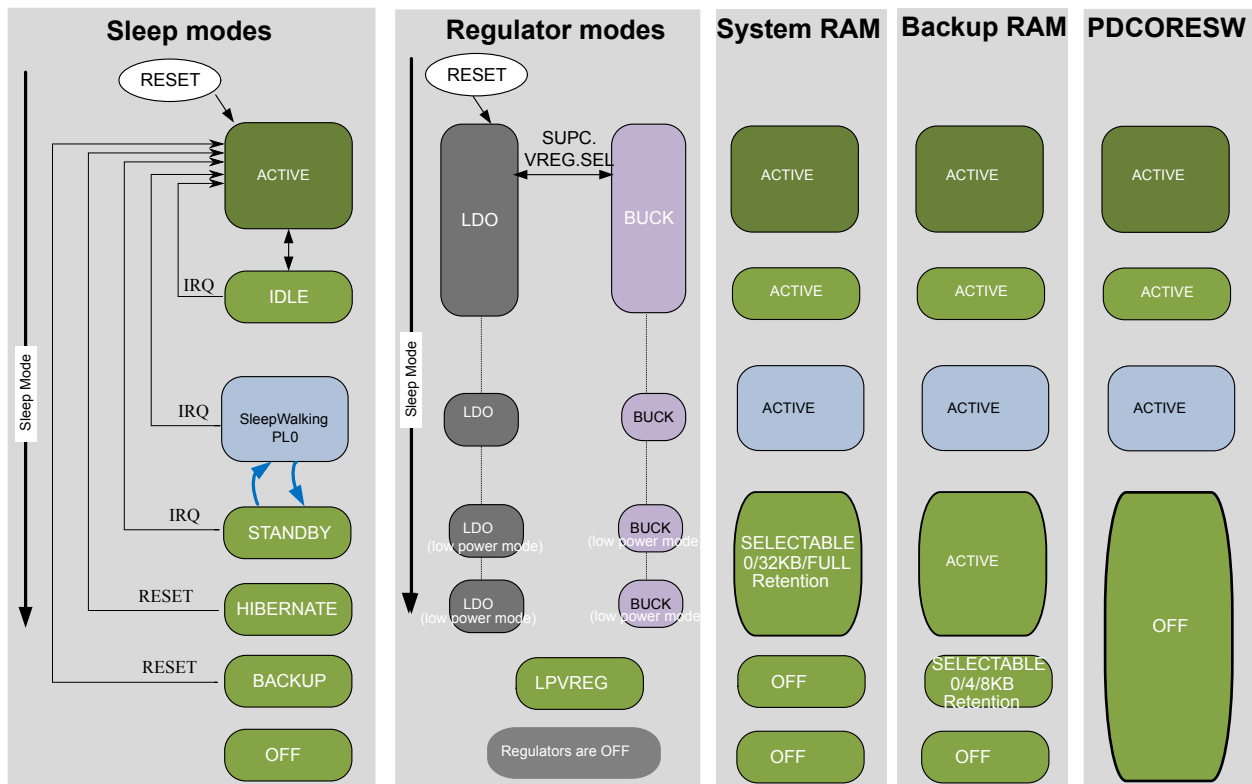 Sleep modes
RESET
ACTIVE
IRQ
IDLE
Sleep Mode
IRQ
SleepWalking
PL0
IRQ
STANDBY
RESET
HIBERNATE
RESET
BACKUP
OFF
Regulator modes
RESET
SUPC.
VREG.SEL
LDO
BUCK
Sleep Mode
LDO
BUCK
LDO
(low power mode)
BUCK
(low power mode)
LDO
(low power mode)
BUCK
(low power mode)
LPVREG
Regulators are OFF
System RAM
ACTIVE
ACTIVE
ACTIVE
SELECTABLE
0/32KB/FULL
Retention
OFF
OFF
Backup RAM
ACTIVE
ACTIVE
ACTIVE
ACTIVE
SELECTABLE
0/4/8KB
Retention
OFF
PDCORESW
ACTIVE
ACTIVE
ACTIVE
OFF